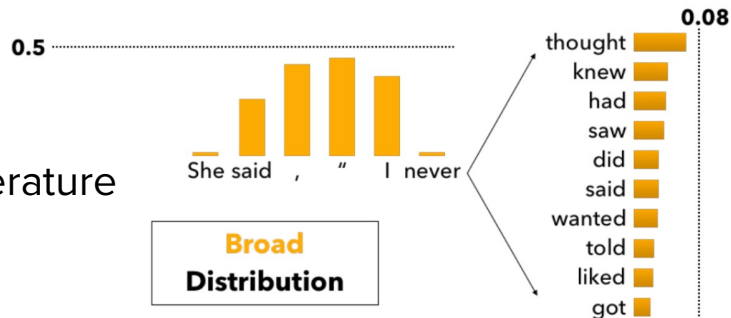 0.5
She said , “ I never
erature
Broad
Distribution
0.08
thought
knew
had
saw
did
said
wanted
told
liked
got